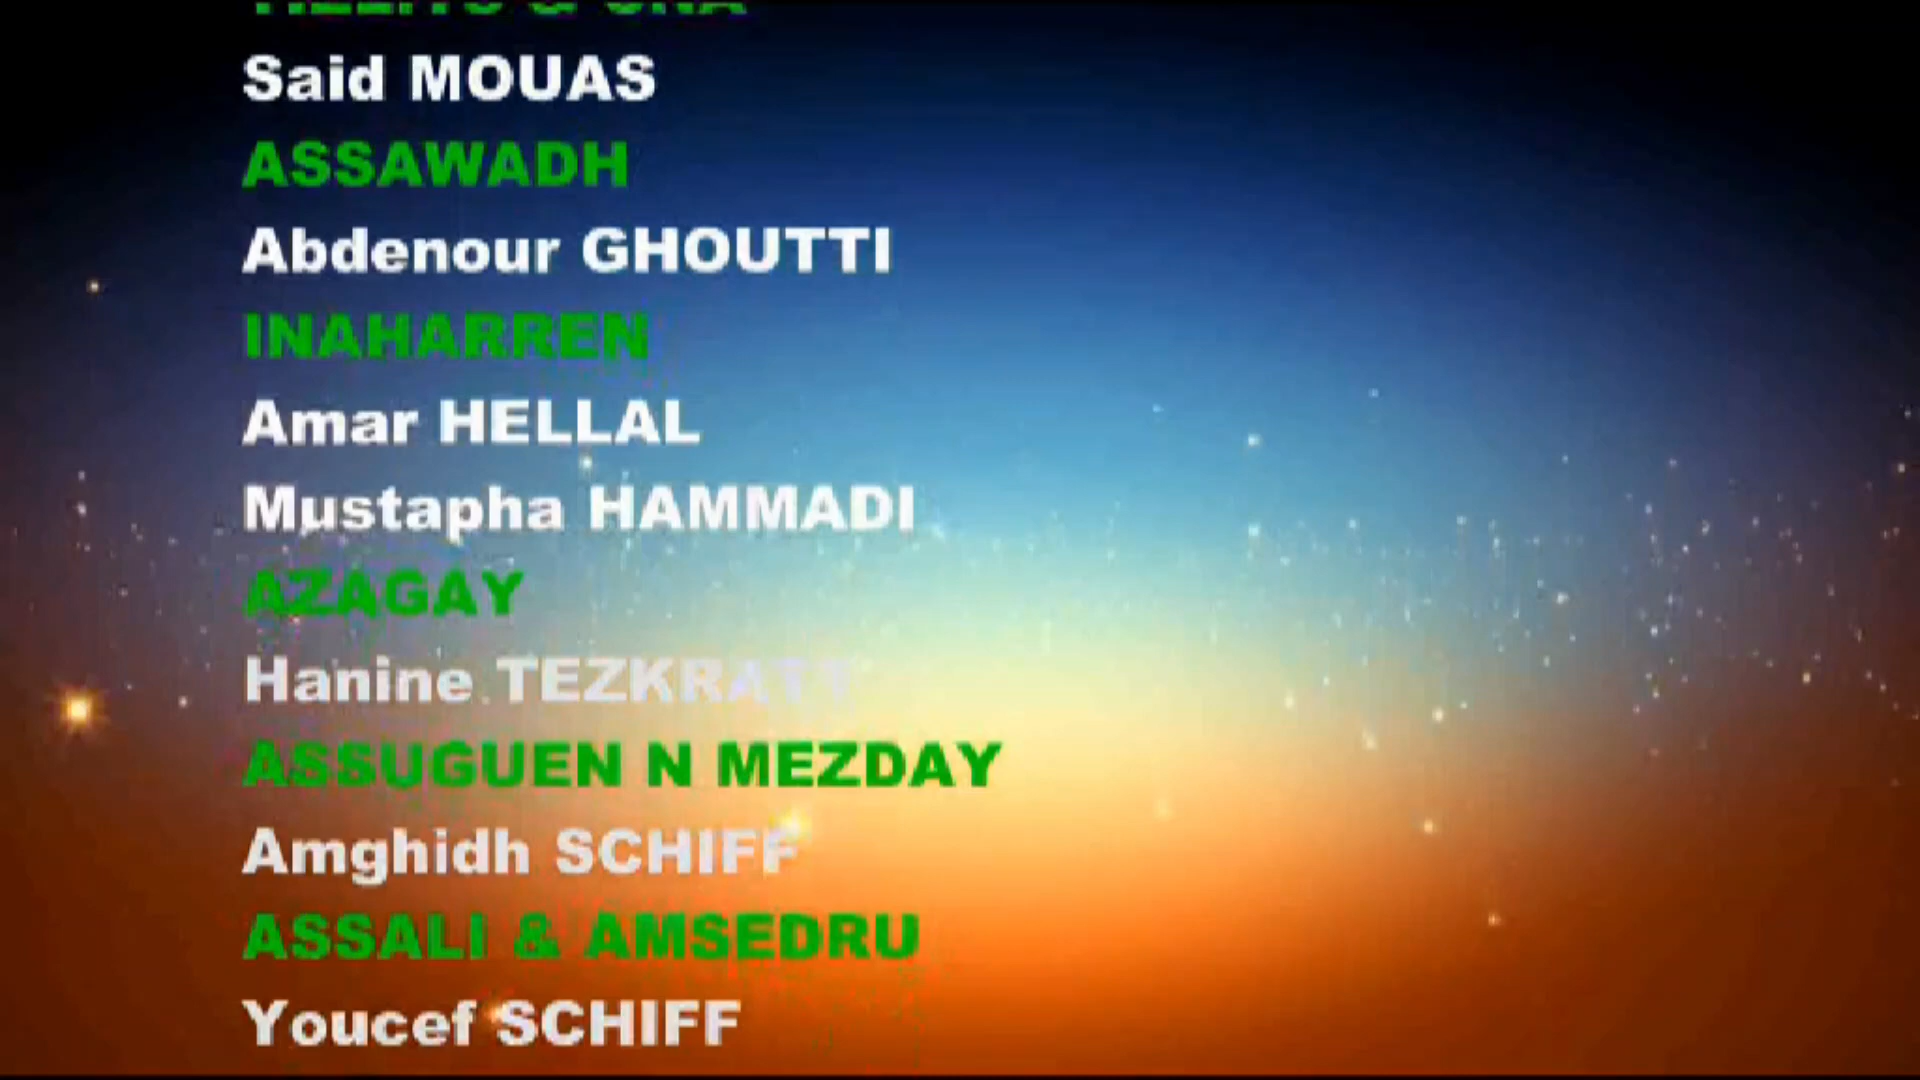 Said MOUAS
ASSAWADH
Abdenour GHOUTTI
INAHARREN
Amar HELLAL
Mustapha HAMMADI
AZAGAY
Hanine TEZKRATT
ASSUGUEN N MEZDAY
Amghidh SCHIFF
ASSALI & AMSEDRU
Youcef SCHIFF